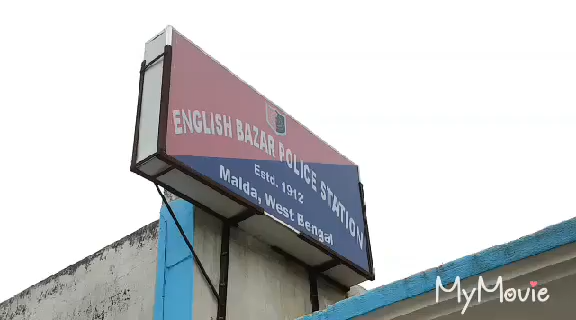 ENGLISH BAZAR POLICE STATION
Estd. 1912
Malda, West Bengal
MyMovie